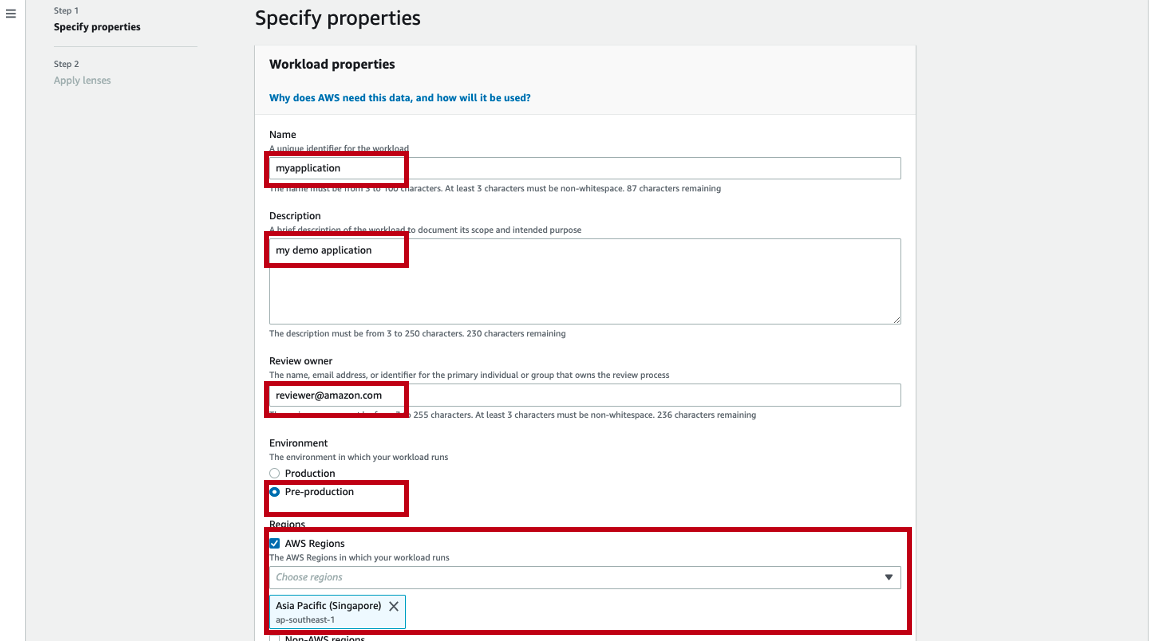 Step 1
Specify properties
Step 2
Apply lenses
Specify properties
Workload properties
Why does AWS need this data, and how will it be used?
Name
A unique identifier for the workload
myapplication
The name must be from 3 to 100 characters. At least 3 characters must be non-whitespace. 87 characters remaining
Description
A brief description of the workload to document its scope and intended purpose
my demo application
The description must be from 3 to 250 characters. 230 characters remaining
Review owner
The name, email address, or identifier for the primary individual or group that owns the review process
reviewer@amazon.com
255 characters. At least 3 characters must be non-whitespace. 236 characters remaining
Environment
The environment in which your workload runs
Production
Pre-production
Regions
AWS Regions
The AWS Regions in which your workload runs
Choose regions
Asia Pacific (Singapore)
ap-southeast-1
Non-AWS regions